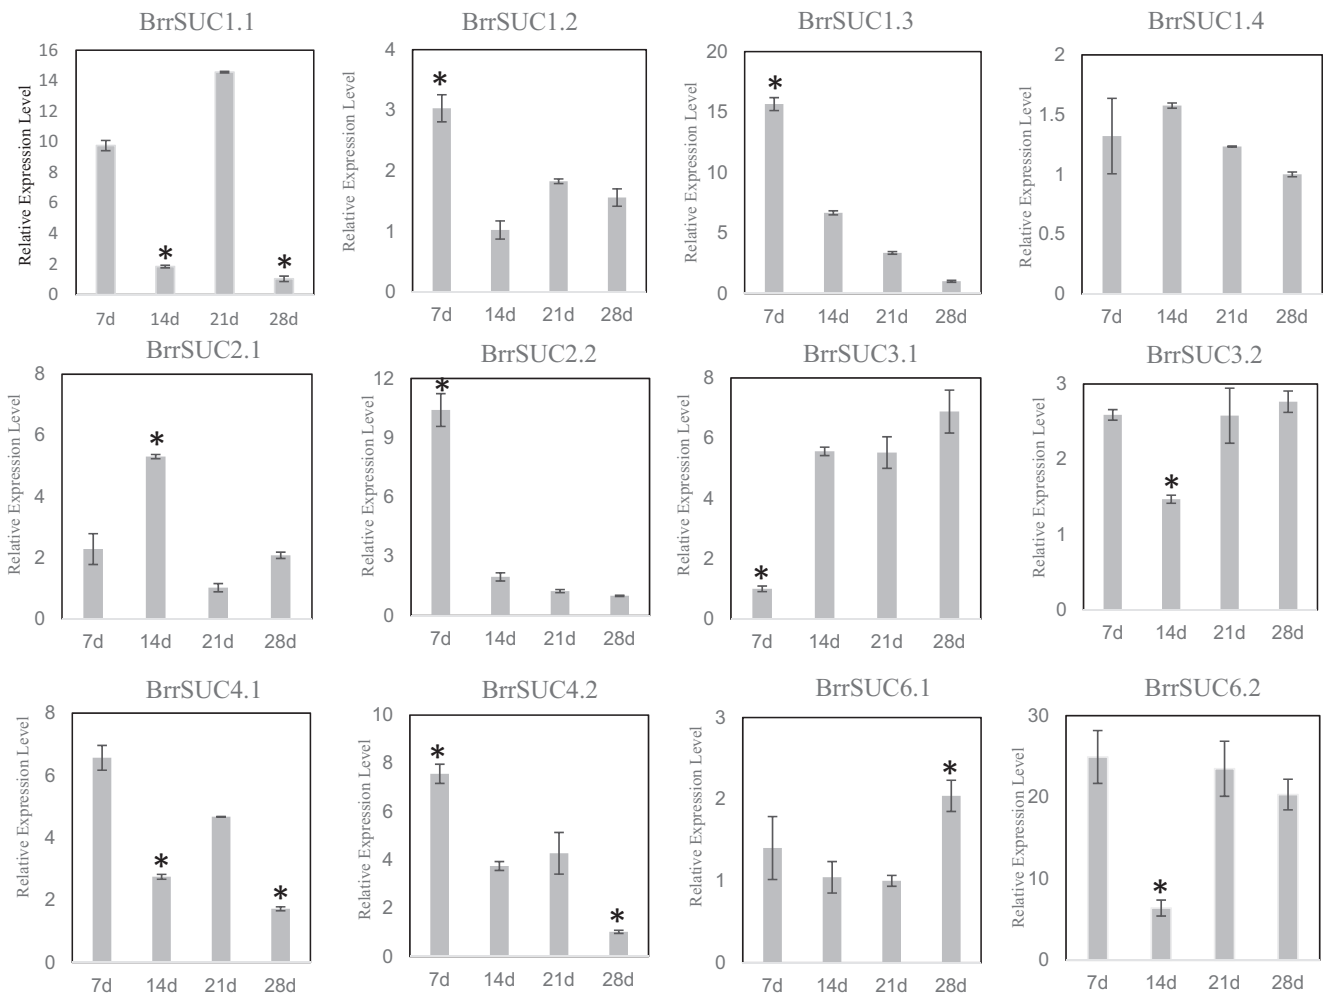 BrrSUC1.1
Relative Expression Level
16
14
12
10
8
6
4
2
0
*
*
7d 14d 21d 28d
BrrSUC1.2
Relative Expression Level
4
3
2
1
0
*
7d 14d 21d 28d
BrrSUC1.3
Relative Expression Level
20
15
10
5
0
*
7d 14d 21d 28d
BrrSUC1.4
Relative Expression Level
2
1.5
1
0.5
0
7d 14d 21d 28d
BrrSUC2.1
Relative Expression Level
8
6
4
2
0
*
7d 14d 21d 28d
BrrSUC2.2
Relative Expression Level
12
9
6
3
0
*
7d 14d 21d 28d
BrrSUC3.1
Relative Expression Level
8
6
4
2
0
*
7d 14d 21d 28d
BrrSUC3.2
Relative Expression Level
3
2
1
0
*
7d 14d 21d 28d
BrrSUC4.1
Relative Expression Level
8
6
4
2
0
*
*
7d 14d 21d 28d
BrrSUC4.2
Relative Expression Level
10
8
6
4
2
0
*
*
7d 14d 21d 28d
BrrSUC6.1
Relative Expression Level
3
2
1
0
*
7d 14d 21d 28d
BrrSUC6.2
Relative Expression Level
30
20
10
0
*
7d 14d 21d 28d